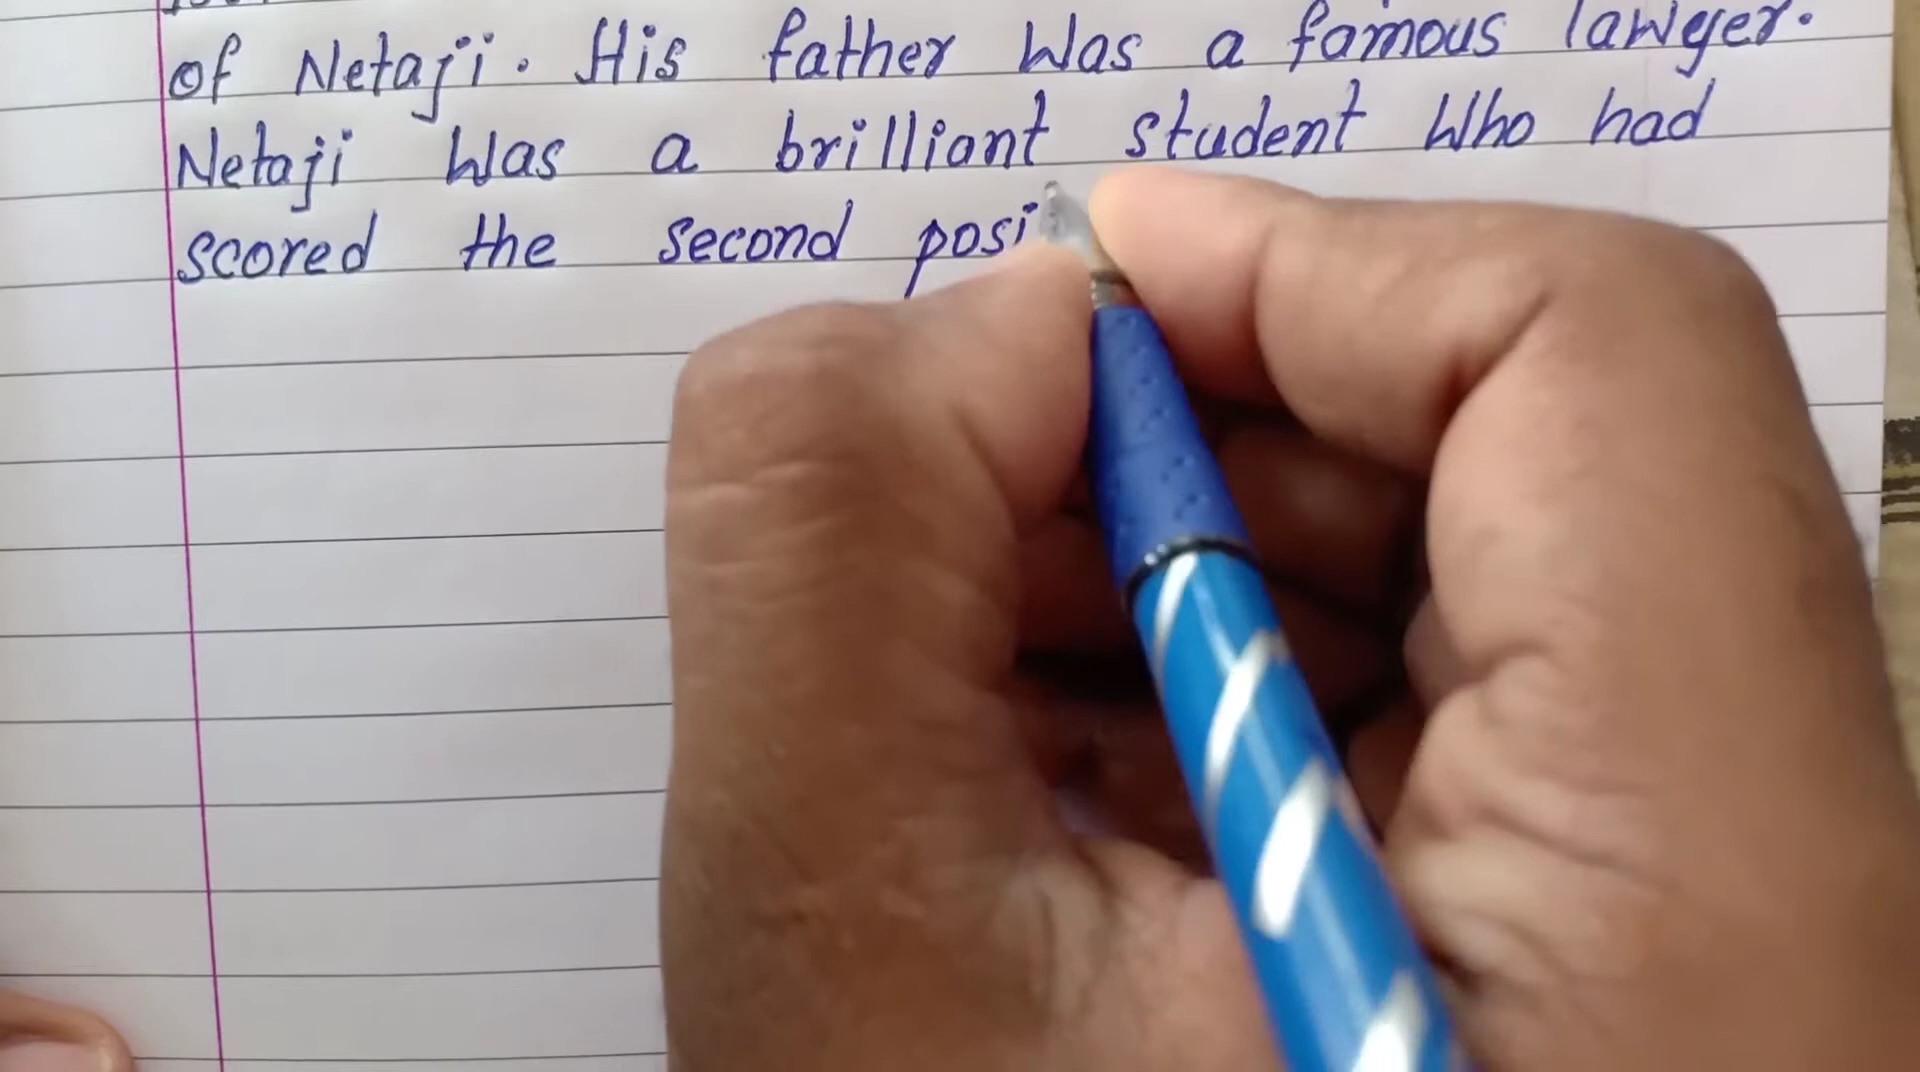 of Netaji. His father was a famous lawyer.
Netaji was a brilliant student who had
scored the second posi